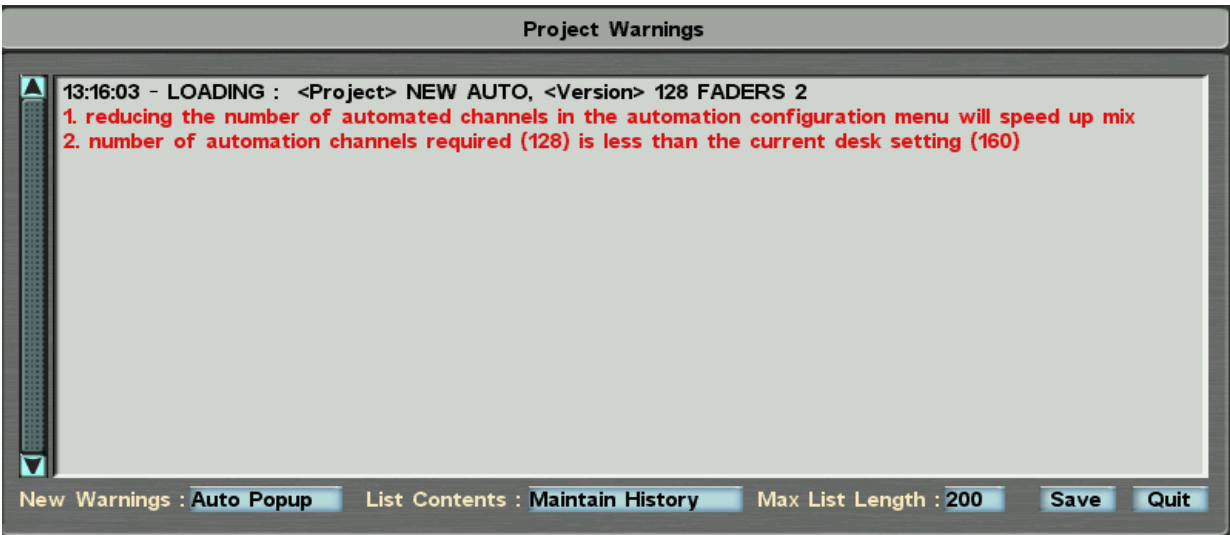 Project Warnings
13:16:03 - LOADING : <Project> NEW AUTO, <Version> 128 FADERS 2
1. reducing the number of automated channels in the automation configuration menu will speed up mix
2. number of automation channels required (128) is less than the current desk setting (160)
New Warnings : Auto Popup List Contents : Maintain History Max List Length : 200 Save Quit